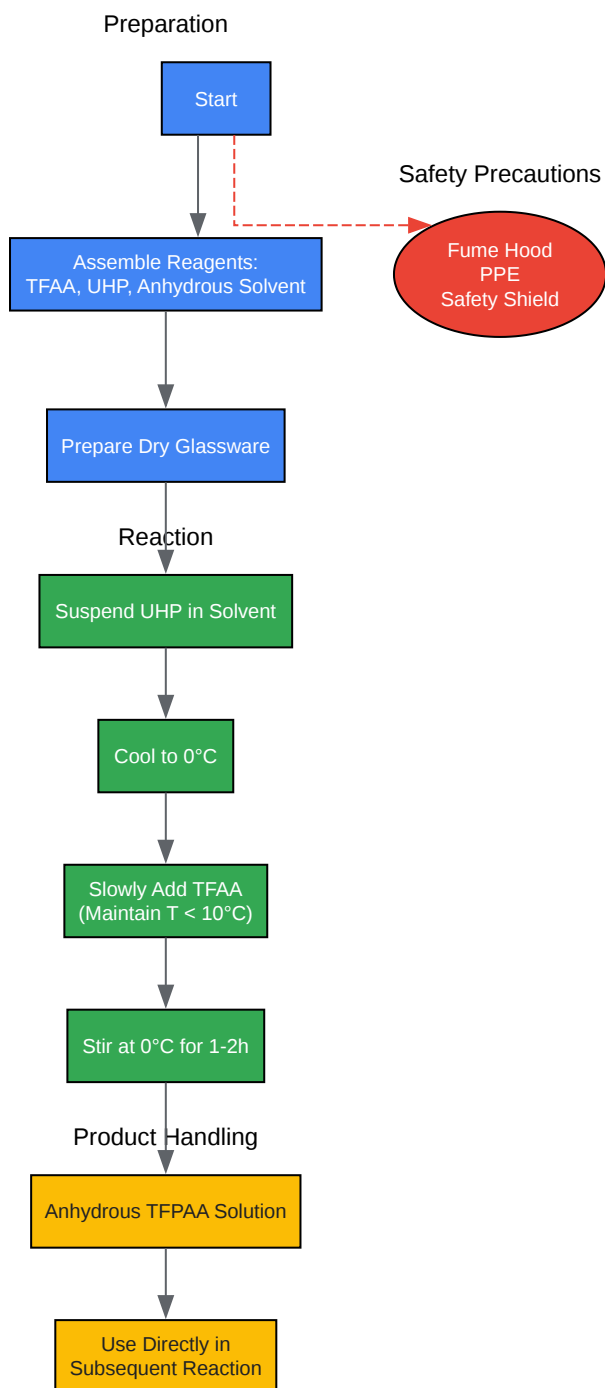 Preparation
Start
Safety Precautions
Fume Hood
PPE
Safety Shield
Assemble Reagents:
TFAA, UHP, Anhydrous Solvent
Prepare Dry Glassware
Reaction
Suspend UHP in Solvent
Cool to 0°C
Slowly Add TFAA
(Maintain T < 10°C)
Stir at 0°C for 1-2h
Product Handling
Anhydrous TFPAA Solution
Use Directly in
Subsequent Reaction